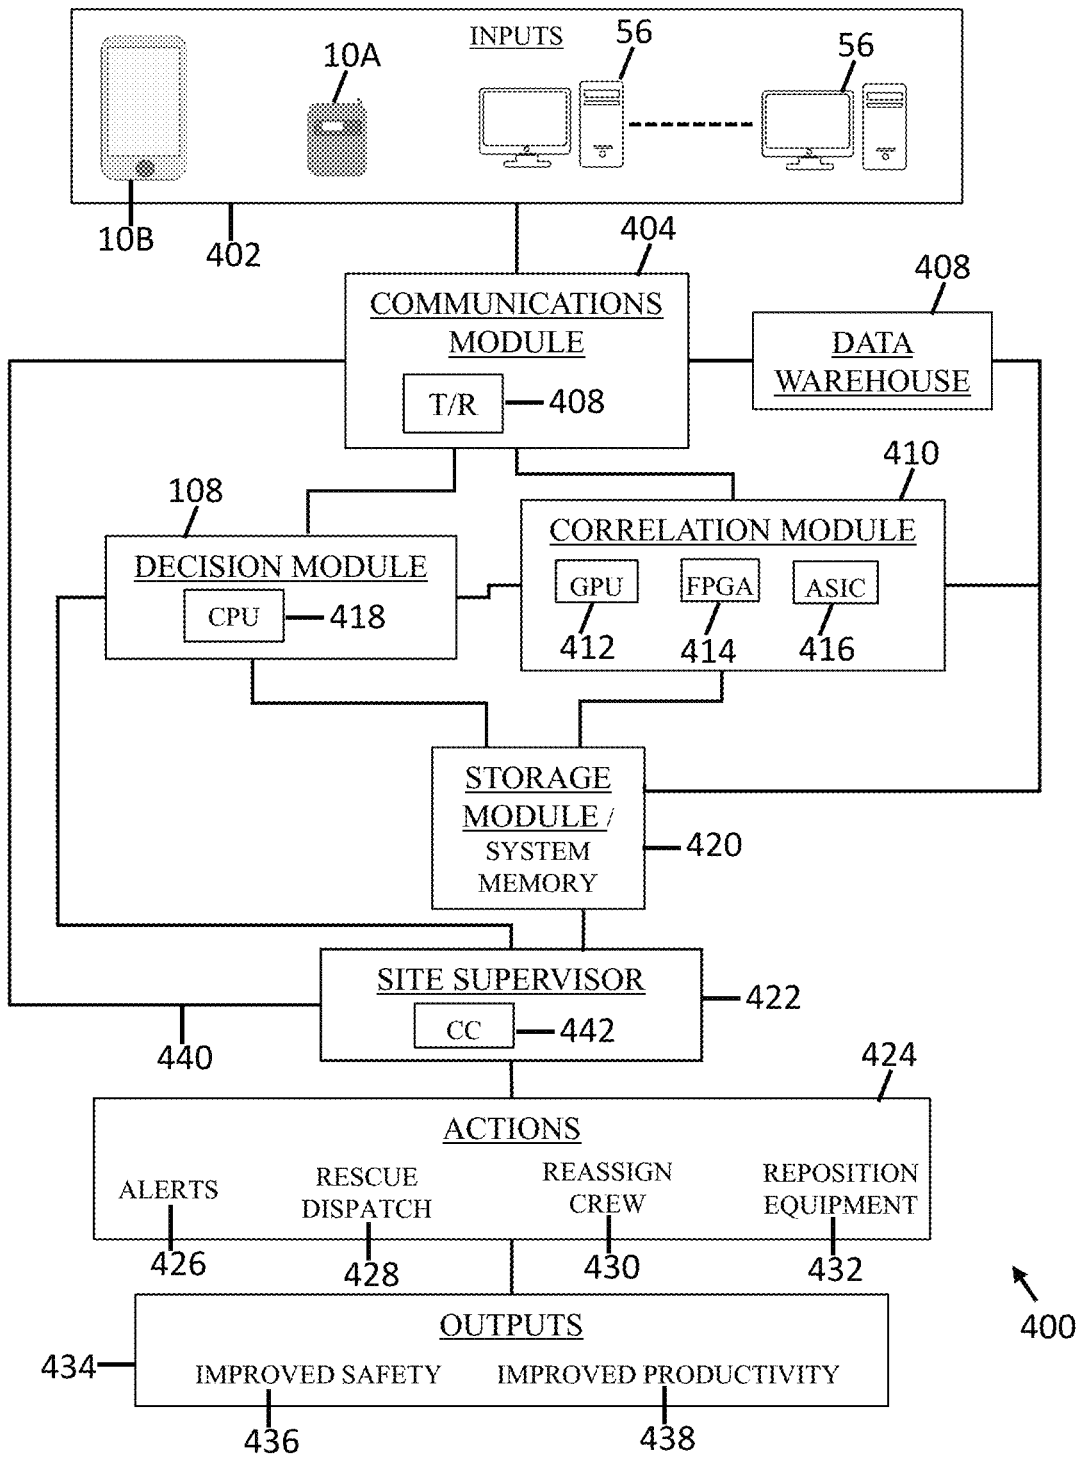 INPUTS
56
56
10A
10B
402
404
COMMUNICATIONS
MODULE
T/R
408
408
DATA
WAREHOUSE
410
CORRELATION MODULE
GPU
FPGA
ASIC
412
414
416
108
DECISION MODULE
CPU
418
STORAGE
MODULE /
SYSTEM
MEMORY
420
SITE SUPERVISOR
CC
442
422
440
424
ACTIONS
ALERTS
RESCUE
DISPATCH
REASSIGN
CREW
REPOSITION
EQUIPMENT
426
428
430
432
400
OUTPUTS
434
IMPROVED SAFETY
IMPROVED PRODUCTIVITY
436
438